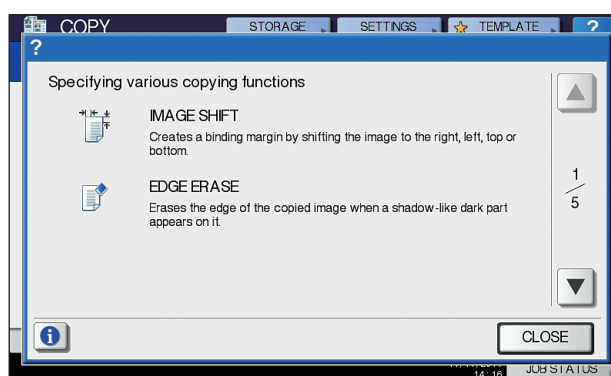 COPY
STORAGE
SETTINGS
TEMPLATE
?
?
Specifying various copying functions
IMAGE SHIFT
Creates a binding margin by shifting the image to the right, left, top or
bottom.
EDGE ERASE
Erases the edge of the copied image when a shadow-like dark part
appears on it.
1
5
CLOSE
JOB STATUS